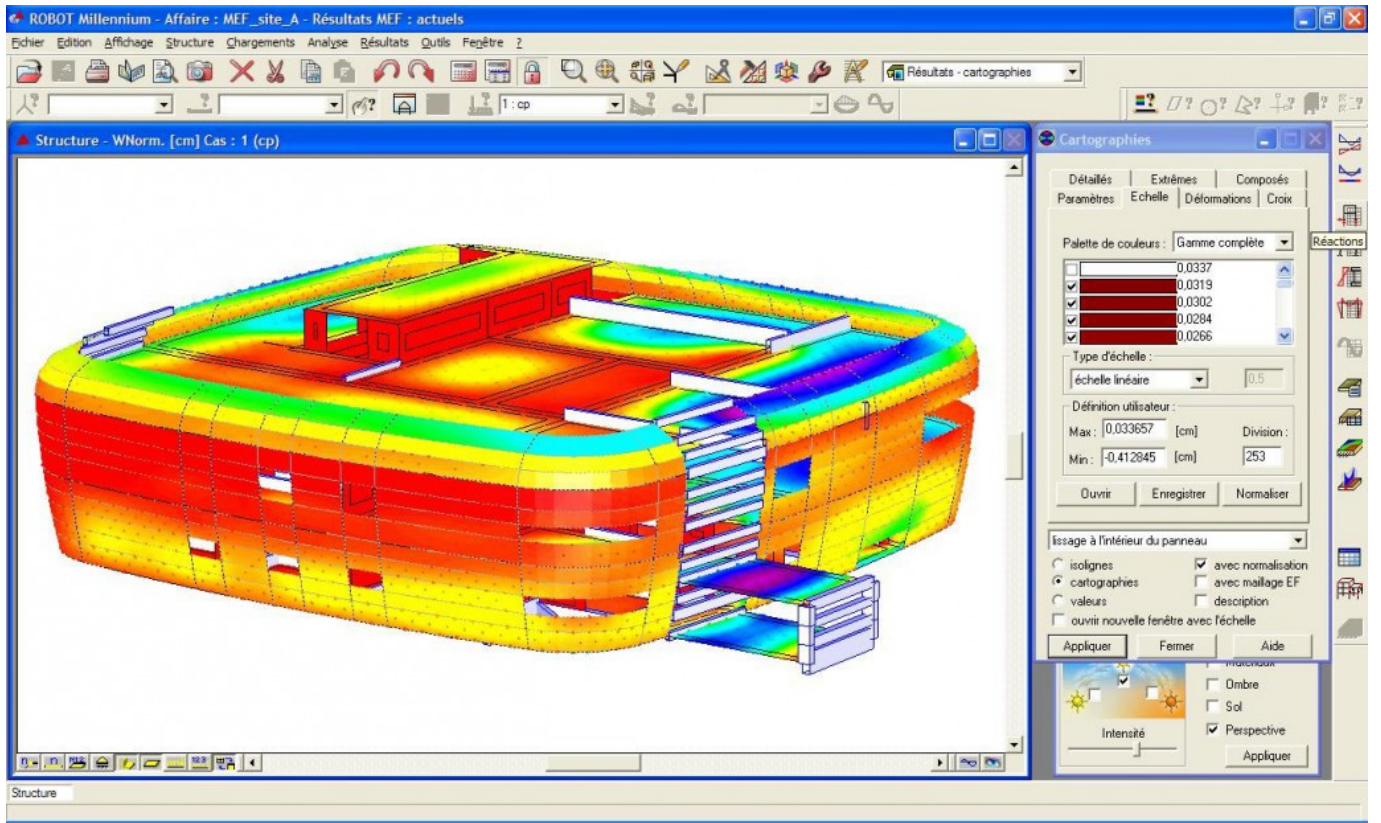 ROBOT Millennium - Affaire : MEF_site_A - Résultats MEF : actuels
Fichier Edition Affichage Structure Chargements Analyse Résultats Outils Fenêtre ?
Résultats - cartographies
1 : cp
Structure - WNorm. [cm] Cas : 1 (cp)
Cartographies
Détaillés Extrêmes Composés
Paramètres Echelle Déformations Croix
Palette de couleurs : Gamme complète
Réactions
0,0337
0,0319
0,0302
0,0284
0,0266
Type d'échelle :
échelle linéaire 0.5
Définition utilisateur :
Max : 0,033657 [cm] Division :
Min : -0,412845 [cm] 253
Ouvrir Enregistrer Normaliser
lissage à l'intérieur du panneau
isolignes avec normalisation
cartographies avec maillage EF
valeurs description
ouvrir nouvelle fenêtre avec l'échelle
Appliquer Fermer Aide
Ombre
Sol
Intensité Perspective
Appliquer
Structure